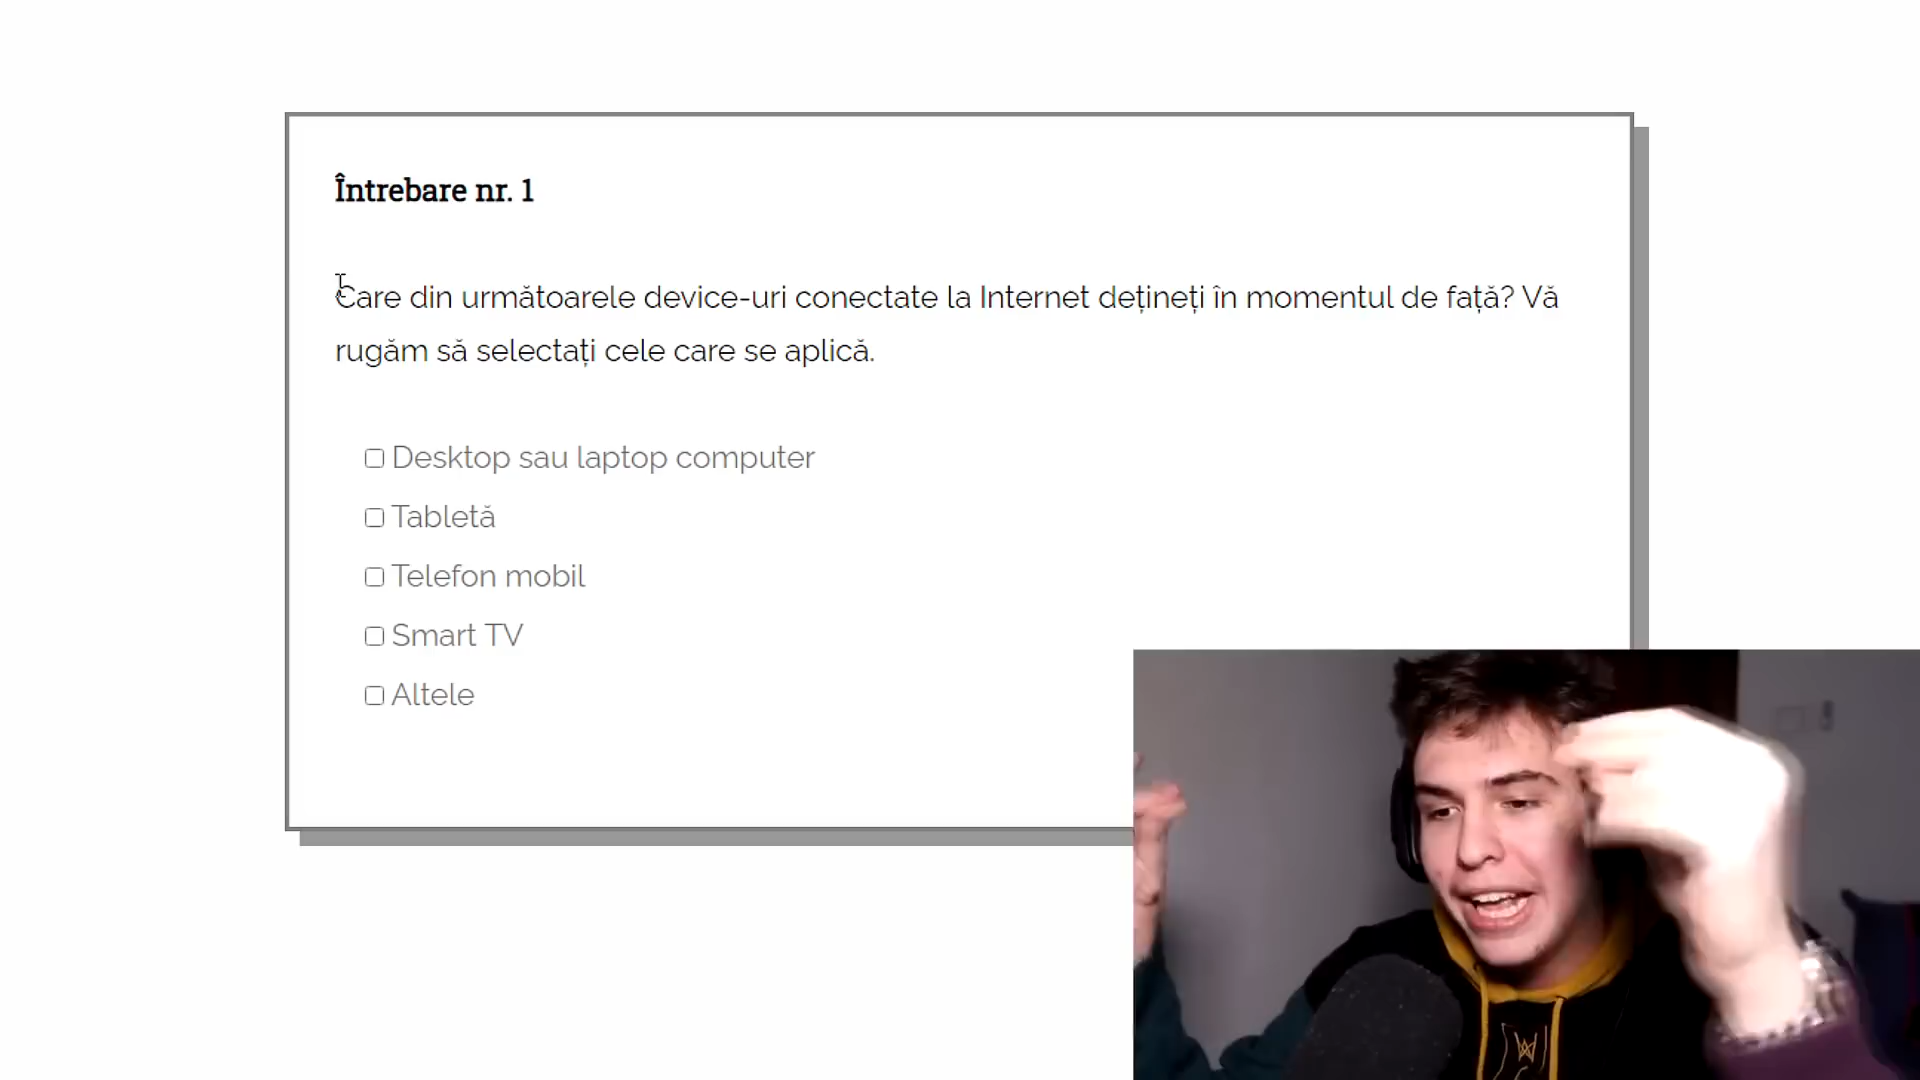 Întrebare nr. 1
Care din următoarele device-uri conectate la Internet dețineți în momentul de față? Vă
rugăm să selectați cele care se aplică.
Desktop sau laptop computer
Tabletă
Telefon mobil
Smart TV
Altele